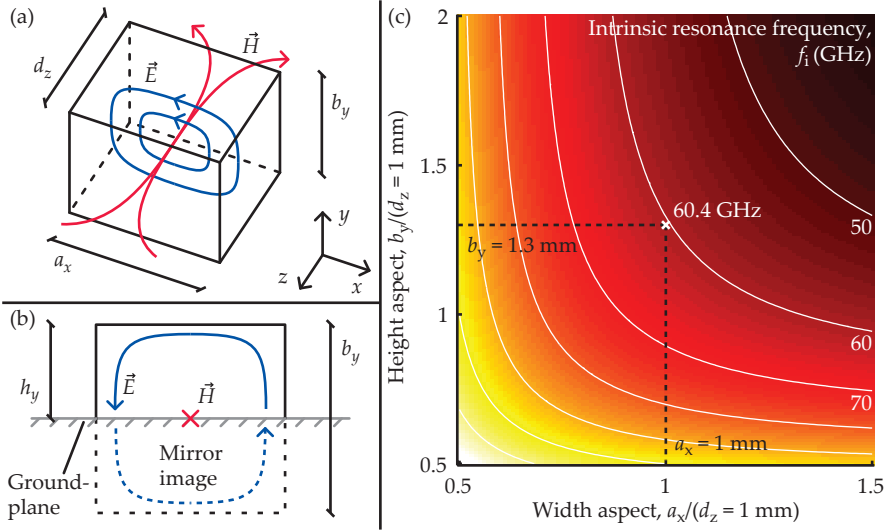 (a)
d_z
E⃗
H⃗
b_y
a_x
y
z
x
(b)
h_y
E⃗
H⃗
b_y
Ground-
plane
Mirror
image
(c)
Intrinsic resonance frequency,
f_i (GHz)
60.4 GHz
b_y = 1.3 mm
a_x = 1 mm
50
60
70
2
1.5
1
0.5
0.5
1
1.5
Height aspect, b_y/(d_z = 1 mm)
Width aspect, a_x/(d_z = 1 mm)